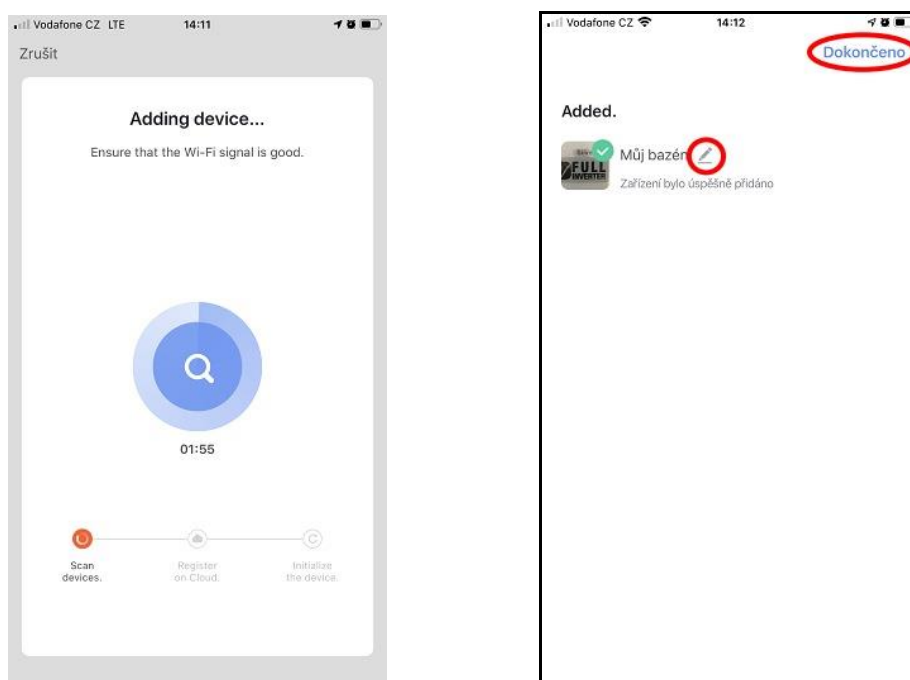 Vodafone CZ LTE 14:11
Zrušit
Adding device...
Ensure that the Wi-Fi signal is good.
01:55
Scan
devices.
Register
on Cloud.
Initialize
the device.
Vodafone CZ 14:12
Dokončeno
Added.
FULL
INVERTER
Můj bazén
Zařízení bylo úspěšně přidáno